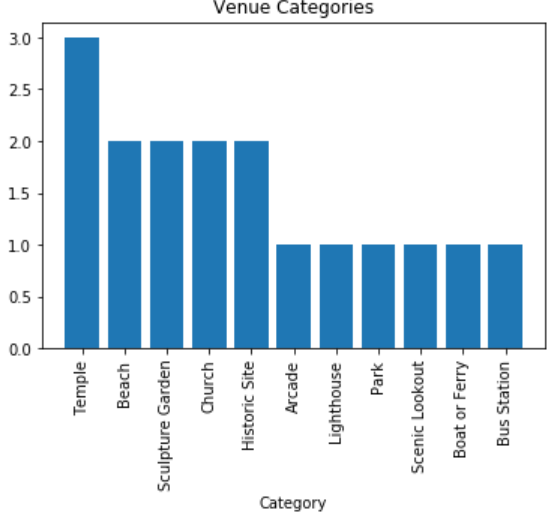 Venue Categories
3.0
2.5
2.0
1.5
1.0
0.5
0.0
Temple
Beach
Sculpture Garden
Church
Historic Site
Arcade
Lighthouse
Park
Scenic Lookout
Boat or Ferry
Bus Station
Category